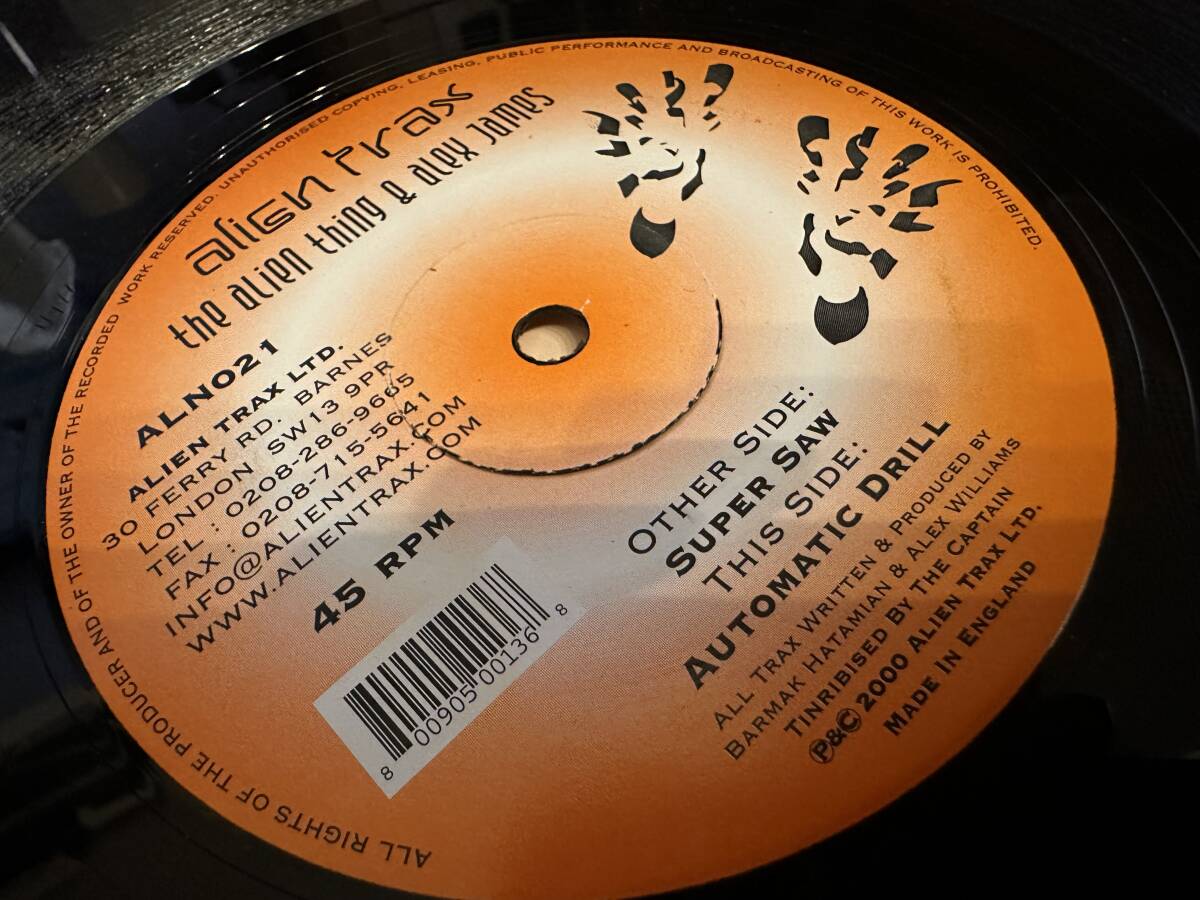 ALL RIGHTS OF THE PRODUCER AND OF THE OWNER OF THE RECORDED WORK RESERVED. UNAUTHORISED COPYING, LEASING, PUBLIC PERFORMANCE AND BROADCASTING OF THIS WORK IS PROHIBITED.
alien trax
the alien thing & alex james
ALN021
ALIEN TRAX LTD.
30 FERRY RD. BARNES
LONDON SW13 9PR
TEL : 0208-286-9665
FAX : 0208-715-5641
INFO@ALIENTRAX.COM
WWW.ALIENTRAX.COM
45 RPM
8 00905 00136 8
OTHER SIDE:
SUPER SAW
THIS SIDE:
AUTOMATIC DRILL
ALL TRAX WRITTEN & PRODUCED BY
BARMAK HATAMIAN & ALEX WILLIAMS
TINRIBISED BY THE CAPTAIN
℗&© 2000 ALIEN TRAX LTD.
MADE IN ENGLAND